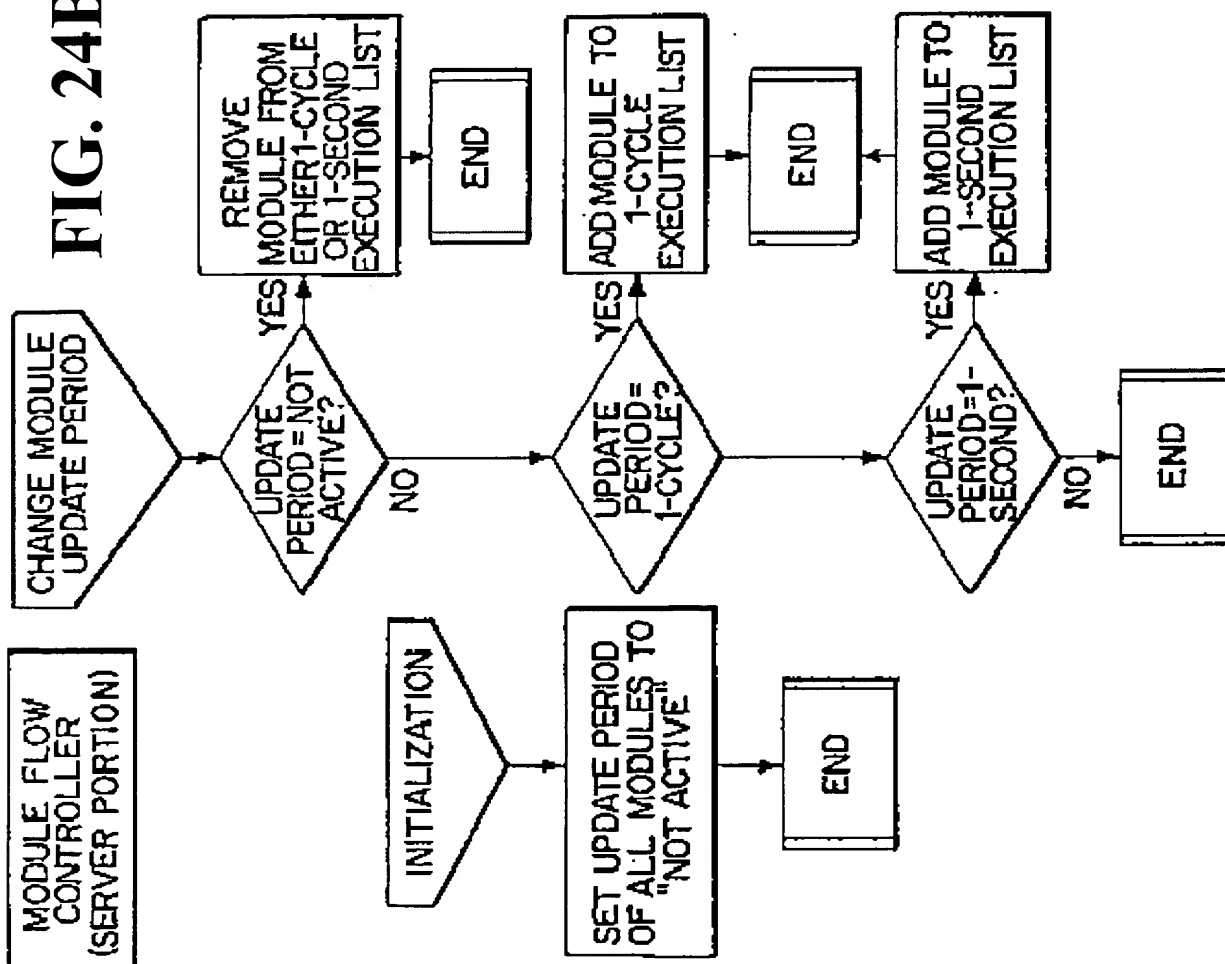 FIG. 24B
MODULE FLOW
CONTROLLER
(SERVER PORTION)
INITIALIZATION
SET UPDATE PERIOD
OF ALL MODULES TO
"NOT ACTIVE"
END
CHANGE MODULE
UPDATE PERIOD
UPDATE
PERIOD=NOT
ACTIVE?
YES
NO
REMOVE
MODULE FROM
EITHER 1-CYCLE
OR 1-SECOND
EXECUTION LIST
END
UPDATE
PERIOD=
1-CYCLE?
YES
ADD MODULE TO
1-CYCLE
EXECUTION LIST
END
UPDATE
PERIOD=1-
SECOND?
YES
NO
ADD MODULE TO
1-SECOND
EXECUTION LIST
END